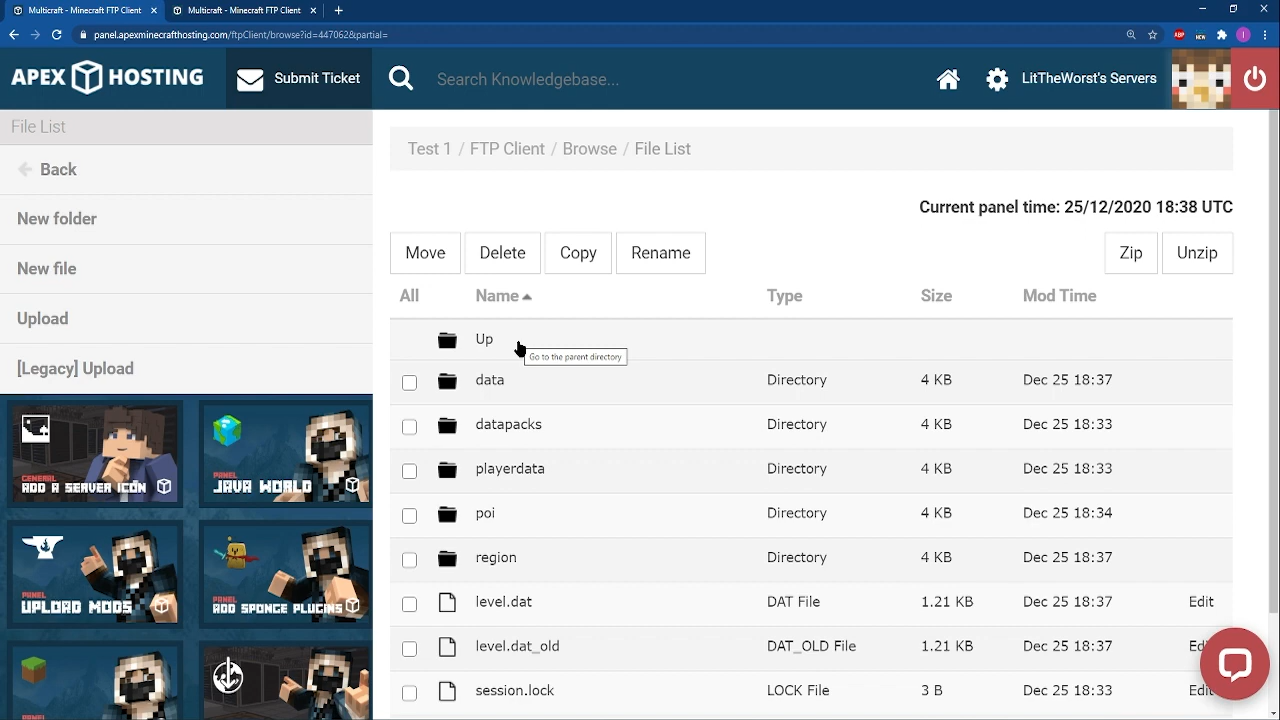 Multicraft - Minecraft FTP Client
Multicraft - Minecraft FTP Client
panel.apexminecrafthosting.com/ftpClient/browse?id=447062&partial=
APEX HOSTING
Submit Ticket
Search Knowledgebase...
LitTheWorst's Servers
File List
Back
New folder
New file
Upload
[Legacy] Upload
GENERAL
ADD A SERVER ICON
PANEL
JAVA WORLD
PANEL
UPLOAD MODS
PANEL
ADD SPONGE PLUGINS
Test 1 / FTP Client / Browse / File List
Current panel time: 25/12/2020 18:38 UTC
Move Delete Copy Rename Zip Unzip
All Name Type Size Mod Time
Up
Go to the parent directory
data Directory 4 KB Dec 25 18:37
datapacks Directory 4 KB Dec 25 18:33
playerdata Directory 4 KB Dec 25 18:33
poi Directory 4 KB Dec 25 18:34
region Directory 4 KB Dec 25 18:37
level.dat DAT File 1.21 KB Dec 25 18:37 Edit
level.dat_old DAT_OLD File 1.21 KB Dec 25 18:37
session.lock LOCK File 3 B Dec 25 18:33